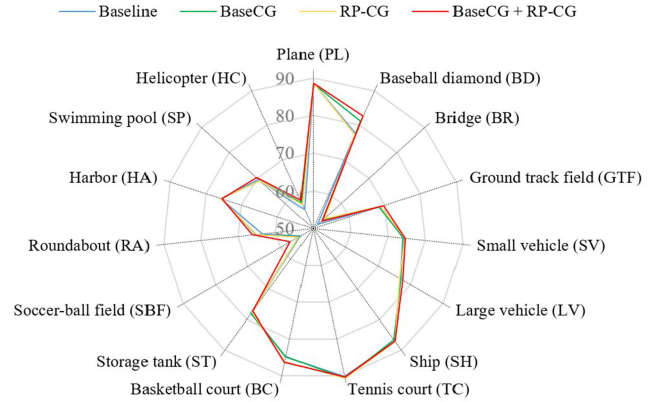 Baseline BaseCG RP-CG BaseCG + RP-CG
Plane (PL)
Helicopter (HC) 90 Baseball diamond (BD)
Swimming pool (SP) 80 Bridge (BR)
70
Harbor (HA) 60 Ground track field (GTF)
50
Roundabout (RA) Small vehicle (SV)
Soccer-ball field (SBF) Large vehicle (LV)
Storage tank (ST) Ship (SH)
Basketball court (BC) Tennis court (TC)